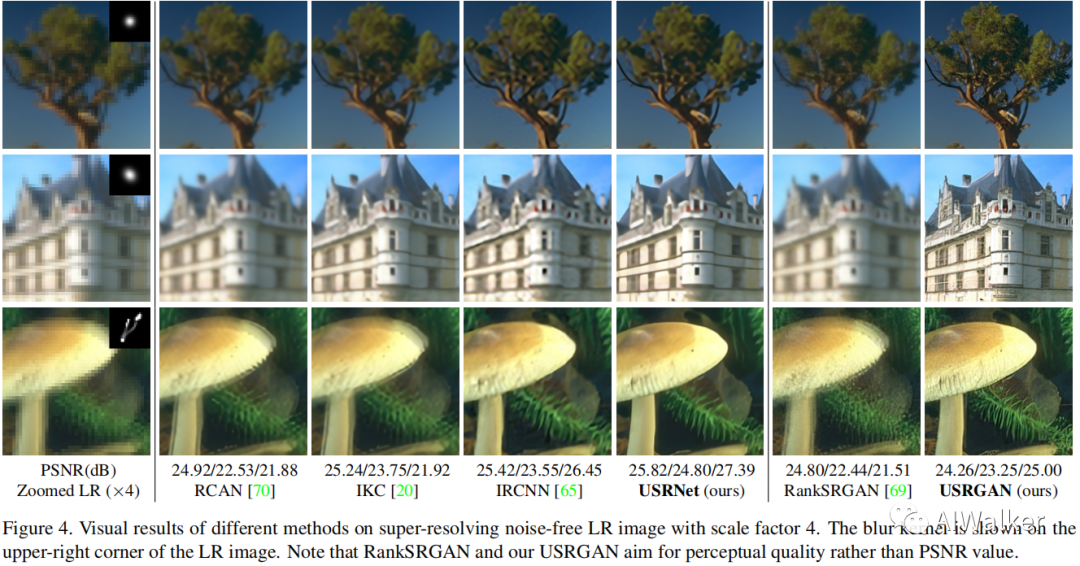 PSNR(dB) 24.92/22.53/21.88 25.24/23.75/21.92 25.42/23.55/26.45 25.82/24.80/27.39 24.80/22.44/21.51 24.26/23.25/25.00
Zoomed LR (×4) RCAN [70] IKC [20] IRCNN [65] USRNet (ours) RankSRGAN [69] USRGAN (ours)
Figure 4. Visual results of different methods on super-resolving noise-free LR image with scale factor 4. The blur kernel is shown on the
upper-right corner of the LR image. Note that RankSRGAN and our USRGAN aim for perceptual quality rather than PSNR value.
AIWalker